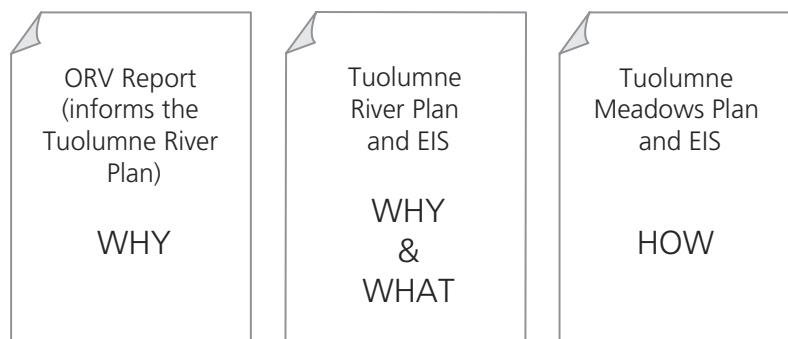 ORV Report
(informs the
Tuolumne River
Plan)
WHY
Tuolumne
River Plan
and EIS
WHY
&
WHAT
Tuolumne
Meadows Plan
and EIS
HOW